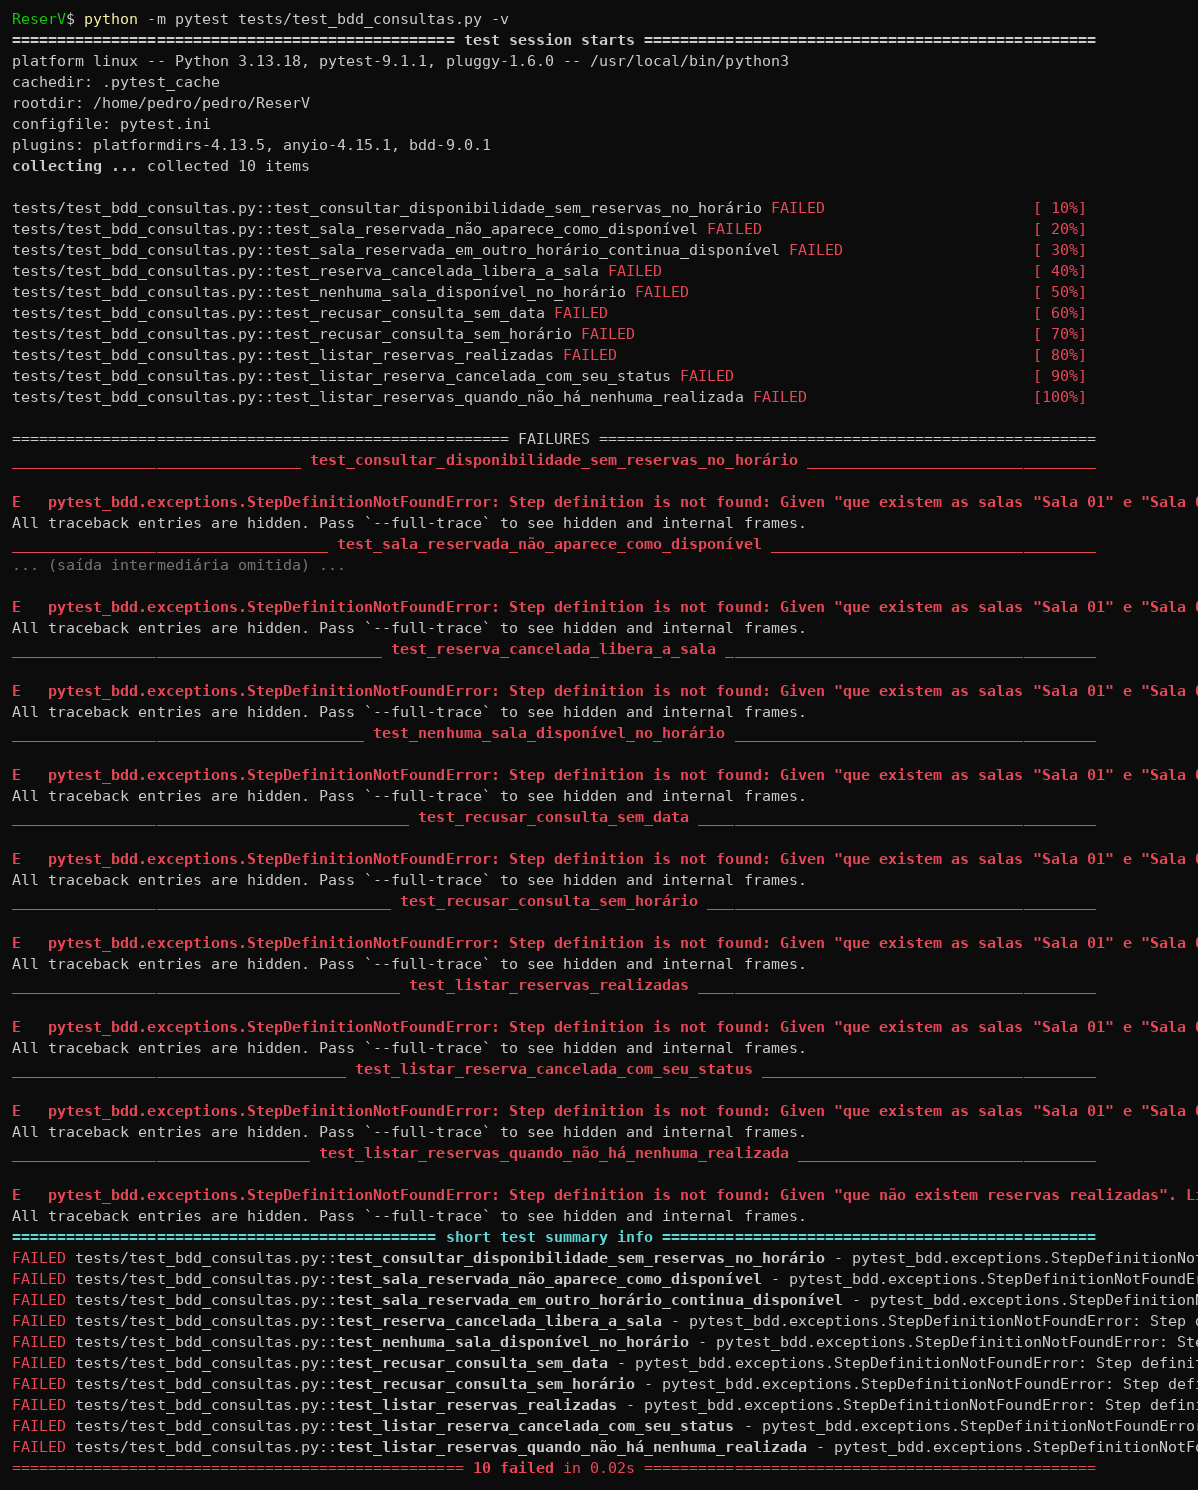 ReserV$ python -m pytest tests/test_bdd_consultas.py -v
================================================= test session starts ==================================================
platform linux -- Python 3.13.18, pytest-9.1.1, pluggy-1.6.0 -- /usr/local/bin/python3
cachedir: .pytest_cache
rootdir: /home/pedro/pedro/ReserV
configfile: pytest.ini
plugins: platformdirs-4.13.5, anyio-4.15.1, bdd-9.0.1
collecting ... collected 10 items
tests/test_bdd_consultas.py::test_consultar_disponibilidade_sem_reservas_no_horário FAILED [ 10%]
tests/test_bdd_consultas.py::test_sala_reservada_não_aparece_como_disponível FAILED [ 20%]
tests/test_bdd_consultas.py::test_sala_reservada_em_outro_horário_continua_disponível FAILED [ 30%]
tests/test_bdd_consultas.py::test_reserva_cancelada_libera_a_sala FAILED [ 40%]
tests/test_bdd_consultas.py::test_nenhuma_sala_disponível_no_horário FAILED [ 50%]
tests/test_bdd_consultas.py::test_recusar_consulta_sem_data FAILED [ 60%]
tests/test_bdd_consultas.py::test_recusar_consulta_sem_horário FAILED [ 70%]
tests/test_bdd_consultas.py::test_listar_reservas_realizadas FAILED [ 80%]
tests/test_bdd_consultas.py::test_listar_reserva_cancelada_com_seu_status FAILED [ 90%]
tests/test_bdd_consultas.py::test_listar_reservas_quando_não_há_nenhuma_realizada FAILED [100%]
======================================================= FAILURES =======================================================
________________________________ test_consultar_disponibilidade_sem_reservas_no_horário ________________________________
E   pytest_bdd.exceptions.StepDefinitionNotFoundError: Step definition is not found: Given "que existem as salas "Sala 01" e "Sala 0
All traceback entries are hidden. Pass `--full-trace` to see hidden and internal frames.
___________________________________ test_sala_reservada_não_aparece_como_disponível ____________________________________
... (saída intermediária omitida) ...
E   pytest_bdd.exceptions.StepDefinitionNotFoundError: Step definition is not found: Given "que existem as salas "Sala 01" e "Sala 0
All traceback entries are hidden. Pass `--full-trace` to see hidden and internal frames.
_________________________________________ test_reserva_cancelada_libera_a_sala _________________________________________
E   pytest_bdd.exceptions.StepDefinitionNotFoundError: Step definition is not found: Given "que existem as salas "Sala 01" e "Sala 0
All traceback entries are hidden. Pass `--full-trace` to see hidden and internal frames.
_______________________________________ test_nenhuma_sala_disponível_no_horário ________________________________________
E   pytest_bdd.exceptions.StepDefinitionNotFoundError: Step definition is not found: Given "que existem as salas "Sala 01" e "Sala 0
All traceback entries are hidden. Pass `--full-trace` to see hidden and internal frames.
____________________________________________ test_recusar_consulta_sem_data ____________________________________________
E   pytest_bdd.exceptions.StepDefinitionNotFoundError: Step definition is not found: Given "que existem as salas "Sala 01" e "Sala 0
All traceback entries are hidden. Pass `--full-trace` to see hidden and internal frames.
__________________________________________ test_recusar_consulta_sem_horário ___________________________________________
E   pytest_bdd.exceptions.StepDefinitionNotFoundError: Step definition is not found: Given "que existem as salas "Sala 01" e "Sala 0
All traceback entries are hidden. Pass `--full-trace` to see hidden and internal frames.
___________________________________________ test_listar_reservas_realizadas ____________________________________________
E   pytest_bdd.exceptions.StepDefinitionNotFoundError: Step definition is not found: Given "que existem as salas "Sala 01" e "Sala 0
All traceback entries are hidden. Pass `--full-trace` to see hidden and internal frames.
_____________________________________ test_listar_reserva_cancelada_com_seu_status _____________________________________
E   pytest_bdd.exceptions.StepDefinitionNotFoundError: Step definition is not found: Given "que existem as salas "Sala 01" e "Sala 0
All traceback entries are hidden. Pass `--full-trace` to see hidden and internal frames.
_________________________________ test_listar_reservas_quando_não_há_nenhuma_realizada _________________________________
E   pytest_bdd.exceptions.StepDefinitionNotFoundError: Step definition is not found: Given "que não existem reservas realizadas". Li
All traceback entries are hidden. Pass `--full-trace` to see hidden and internal frames.
=============================================== short test summary info ================================================
FAILED tests/test_bdd_consultas.py::test_consultar_disponibilidade_sem_reservas_no_horário - pytest_bdd.exceptions.StepDefinitionNot
FAILED tests/test_bdd_consultas.py::test_sala_reservada_não_aparece_como_disponível - pytest_bdd.exceptions.StepDefinitionNotFoundEr
FAILED tests/test_bdd_consultas.py::test_sala_reservada_em_outro_horário_continua_disponível - pytest_bdd.exceptions.StepDefinitionN
FAILED tests/test_bdd_consultas.py::test_reserva_cancelada_libera_a_sala - pytest_bdd.exceptions.StepDefinitionNotFoundError: Step d
FAILED tests/test_bdd_consultas.py::test_nenhuma_sala_disponível_no_horário - pytest_bdd.exceptions.StepDefinitionNotFoundError: Ste
FAILED tests/test_bdd_consultas.py::test_recusar_consulta_sem_data - pytest_bdd.exceptions.StepDefinitionNotFoundError: Step definit
FAILED tests/test_bdd_consultas.py::test_recusar_consulta_sem_horário - pytest_bdd.exceptions.StepDefinitionNotFoundError: Step defi
FAILED tests/test_bdd_consultas.py::test_listar_reservas_realizadas - pytest_bdd.exceptions.StepDefinitionNotFoundError: Step defini
FAILED tests/test_bdd_consultas.py::test_listar_reserva_cancelada_com_seu_status - pytest_bdd.exceptions.StepDefinitionNotFoundError
FAILED tests/test_bdd_consultas.py::test_listar_reservas_quando_não_há_nenhuma_realizada - pytest_bdd.exceptions.StepDefinitionNotFo
================================================== 10 failed in 0.02s ==================================================